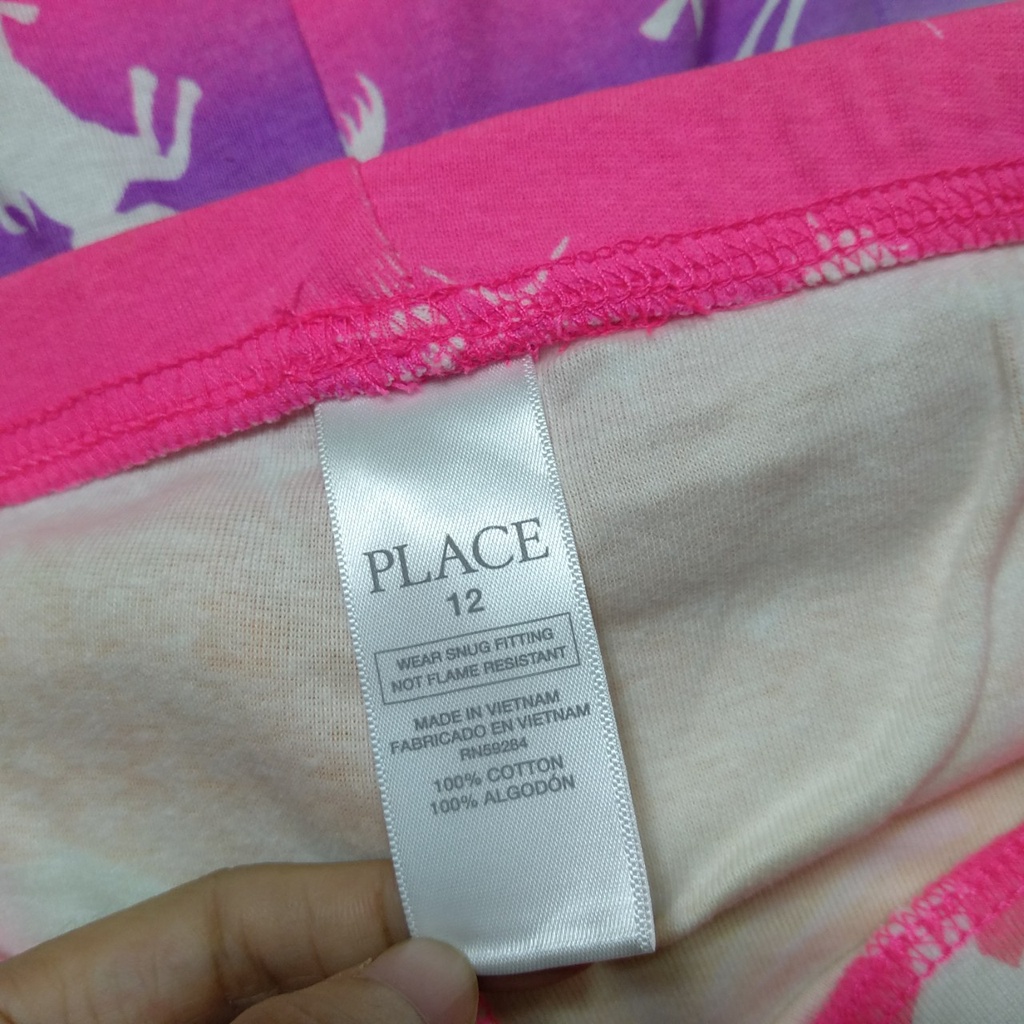 PLACE
12
WEAR SNUG FITTING
NOT FLAME RESISTANT
MADE IN VIETNAM
FABRICADO EN VIETNAM
RN59284
100% COTTON
100% ALGODÓN